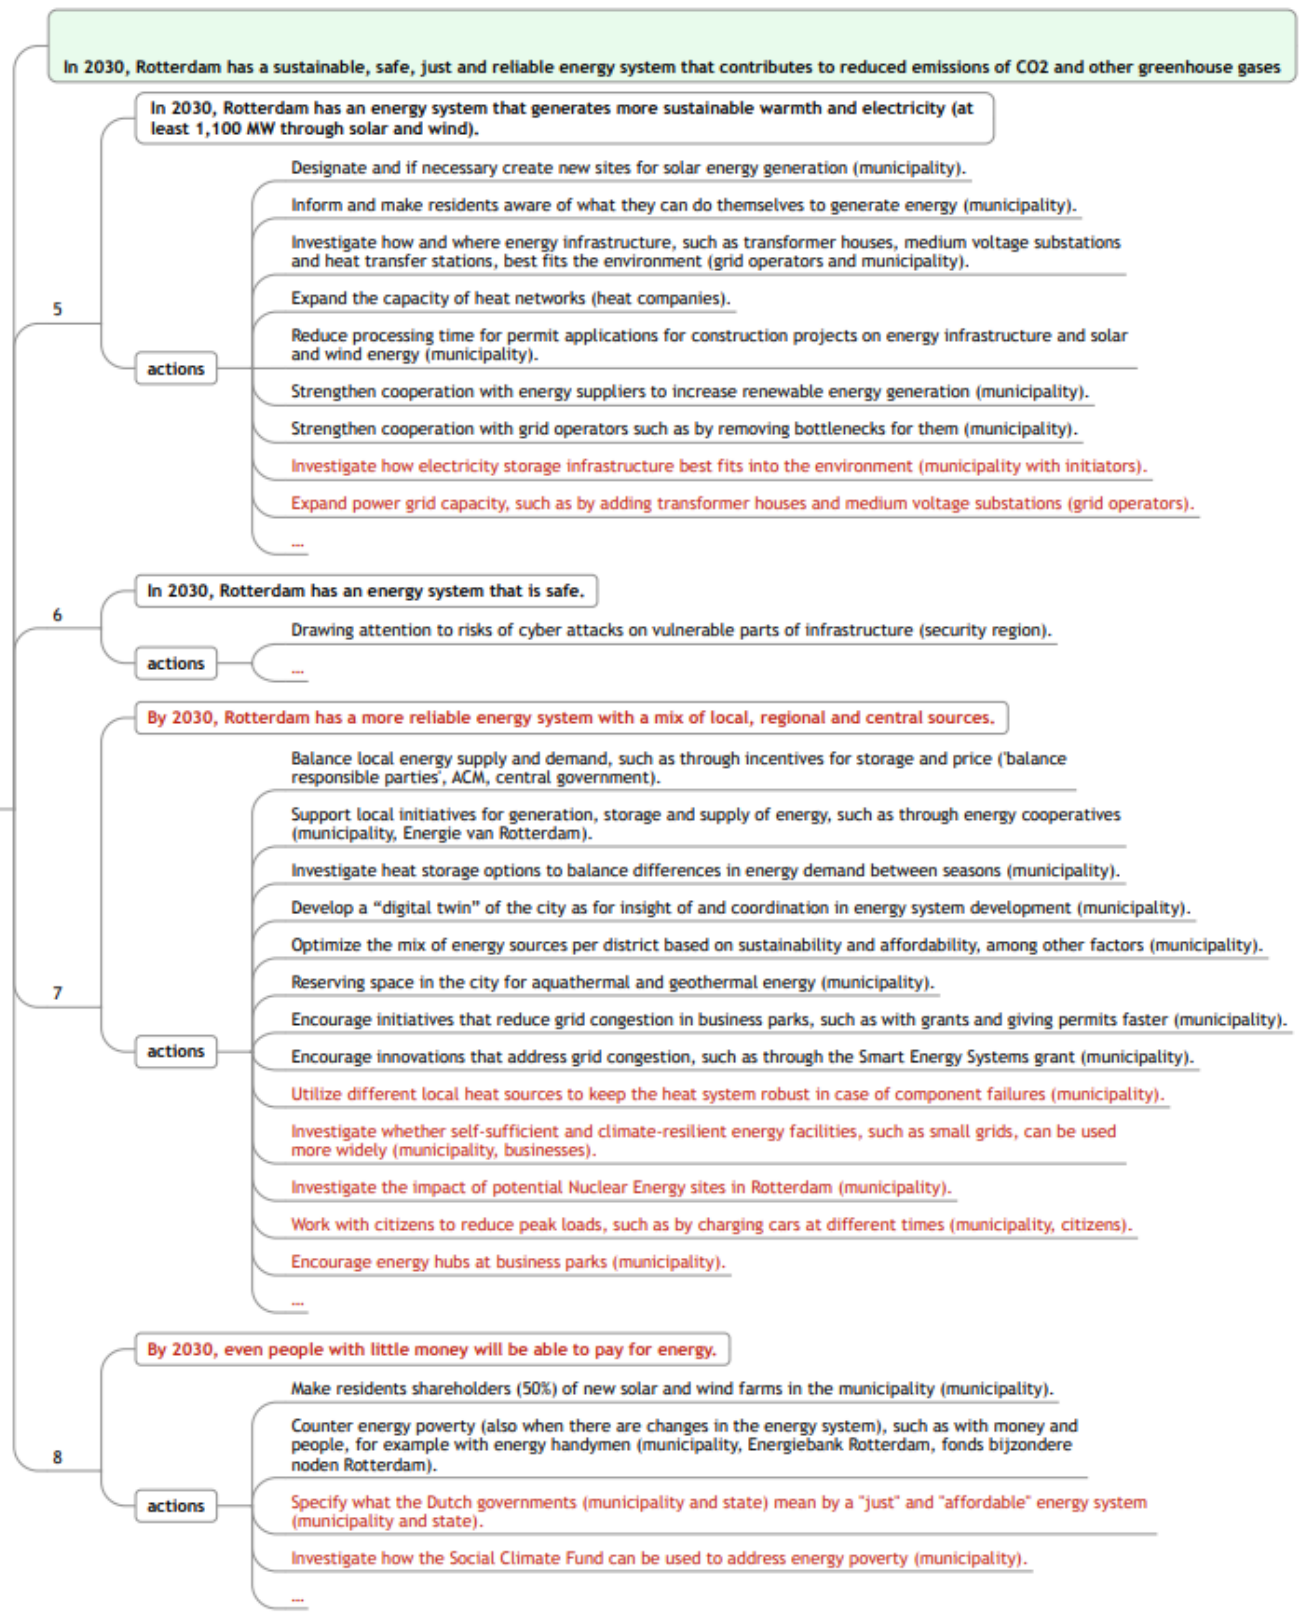 In 2030, Rotterdam has a sustainable, safe, just and reliable energy system that contributes to reduced emissions of CO2 and other greenhouse gases
In 2030, Rotterdam has an energy system that generates more sustainable warmth and electricity (at
least 1,100 MW through solar and wind).
5
actions
Designate and if necessary create new sites for solar energy generation (municipality).
Inform and make residents aware of what they can do themselves to generate energy (municipality).
Investigate how and where energy infrastructure, such as transformer houses, medium voltage substations
and heat transfer stations, best fits the environment (grid operators and municipality).
Expand the capacity of heat networks (heat companies).
Reduce processing time for permit applications for construction projects on energy infrastructure and solar
and wind energy (municipality).
Strengthen cooperation with energy suppliers to increase renewable energy generation (municipality).
Strengthen cooperation with grid operators such as by removing bottlenecks for them (municipality).
Investigate how electricity storage infrastructure best fits into the environment (municipality with initiators).
Expand power grid capacity, such as by adding transformer houses and medium voltage substations (grid operators).
...
6
In 2030, Rotterdam has an energy system that is safe.
actions
Drawing attention to risks of cyber attacks on vulnerable parts of infrastructure (security region).
...
7
By 2030, Rotterdam has a more reliable energy system with a mix of local, regional and central sources.
actions
Balance local energy supply and demand, such as through incentives for storage and price ('balance
responsible parties', ACM, central government).
Support local initiatives for generation, storage and supply of energy, such as through energy cooperatives
(municipality, Energie van Rotterdam).
Investigate heat storage options to balance differences in energy demand between seasons (municipality).
Develop a “digital twin” of the city as for insight of and coordination in energy system development (municipality).
Optimize the mix of energy sources per district based on sustainability and affordability, among other factors (municipality).
Reserving space in the city for aquathermal and geothermal energy (municipality).
Encourage initiatives that reduce grid congestion in business parks, such as with grants and giving permits faster (municipality).
Encourage innovations that address grid congestion, such as through the Smart Energy Systems grant (municipality).
Utilize different local heat sources to keep the heat system robust in case of component failures (municipality).
Investigate whether self-sufficient and climate-resilient energy facilities, such as small grids, can be used
more widely (municipality, businesses).
Investigate the impact of potential Nuclear Energy sites in Rotterdam (municipality).
Work with citizens to reduce peak loads, such as by charging cars at different times (municipality, citizens).
Encourage energy hubs at business parks (municipality).
...
8
By 2030, even people with little money will be able to pay for energy.
actions
Make residents shareholders (50%) of new solar and wind farms in the municipality (municipality).
Counter energy poverty (also when there are changes in the energy system), such as with money and
people, for example with energy handymen (municipality, Energiebank Rotterdam, fonds bijzondere
noden Rotterdam).
Specify what the Dutch governments (municipality and state) mean by a "just" and "affordable" energy system
(municipality and state).
Investigate how the Social Climate Fund can be used to address energy poverty (municipality).
...